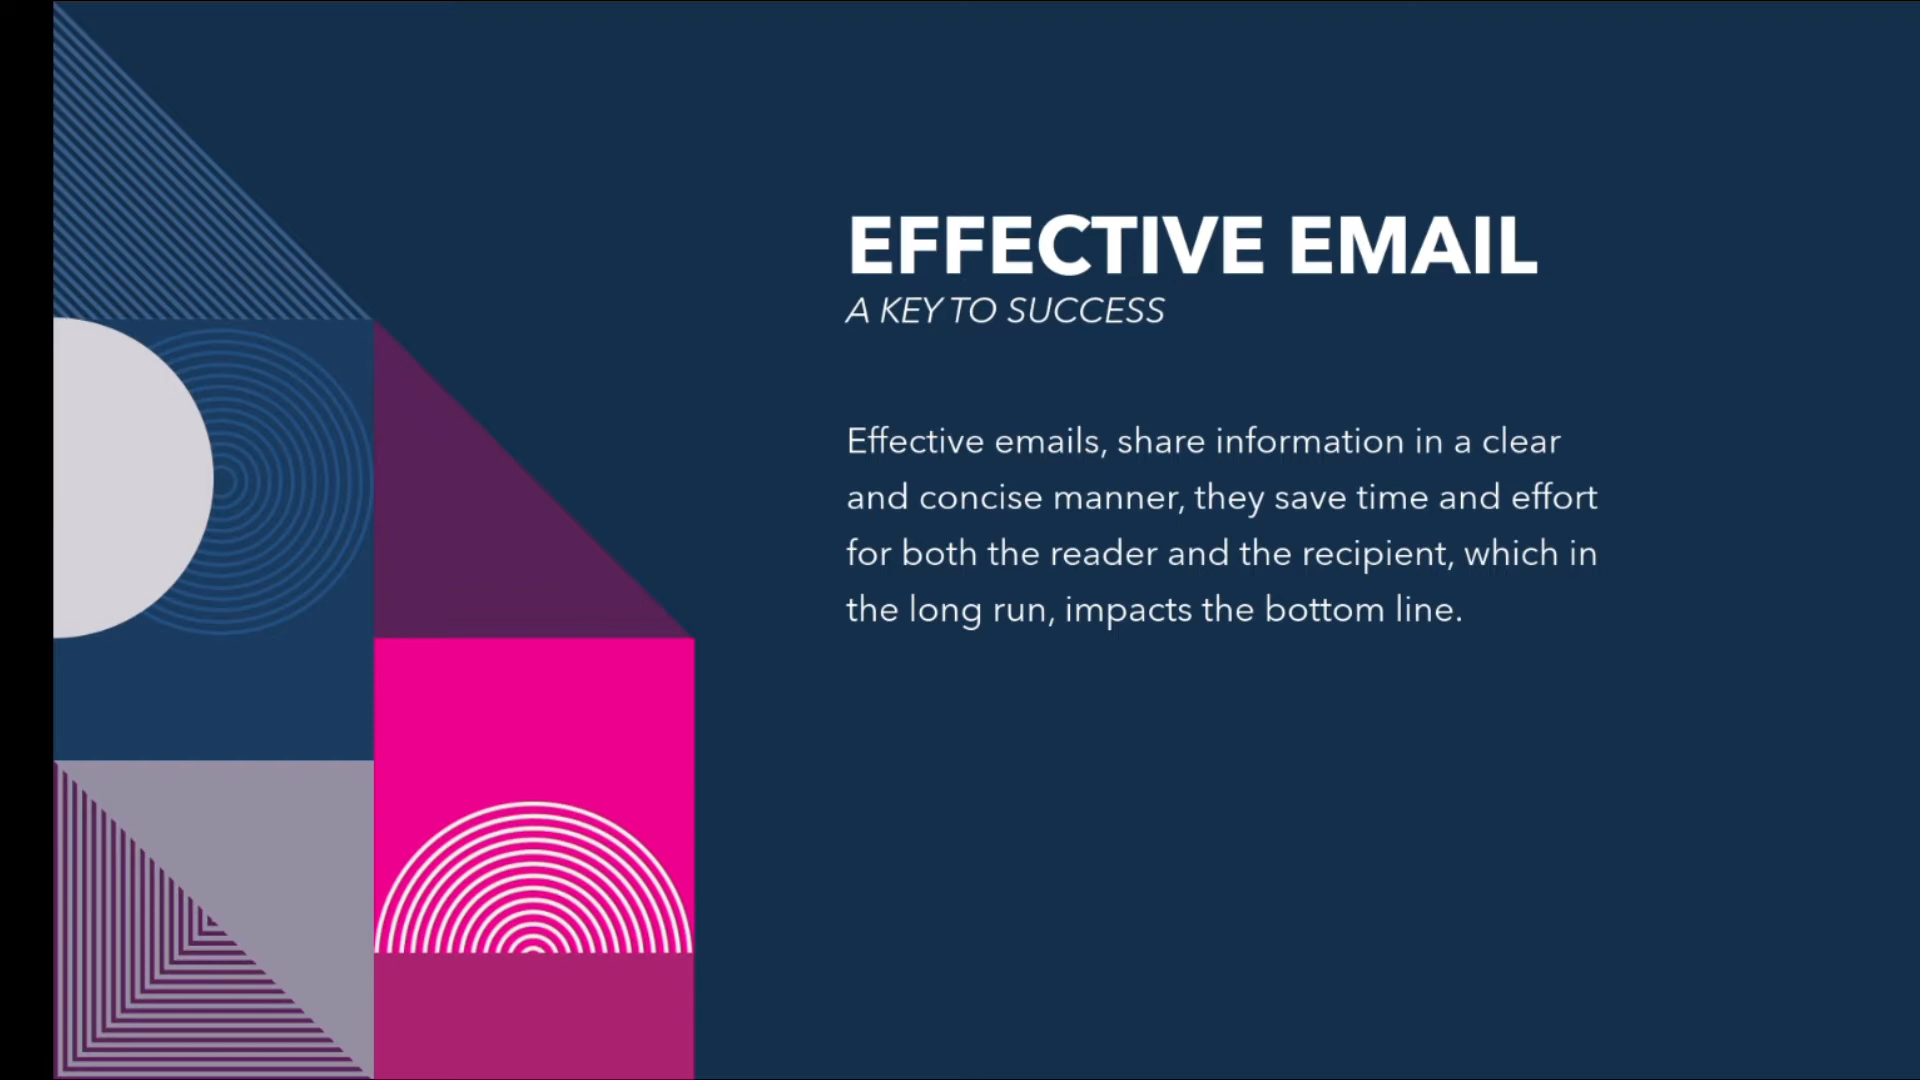 EFFECTIVE EMAIL
A KEY TO SUCCESS
Effective emails, share information in a clear
and concise manner, they save time and effort
for both the reader and the recipient, which in
the long run, impacts the bottom line.